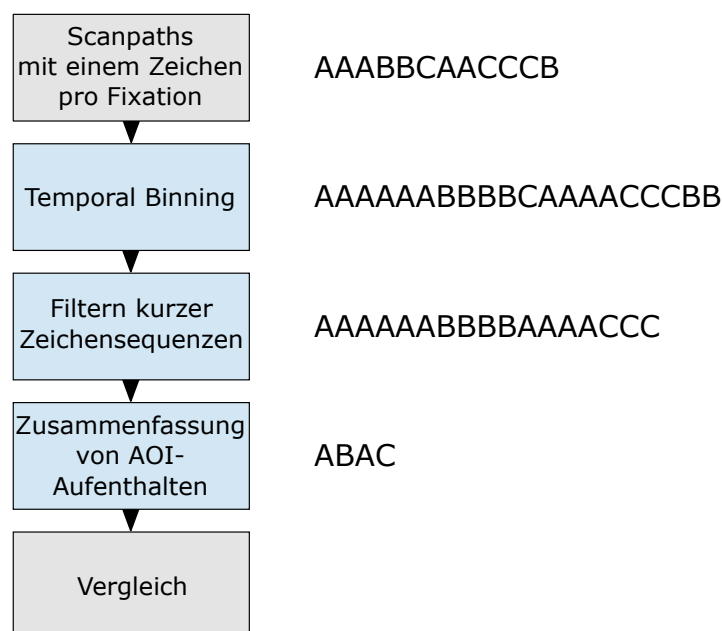 Scanpaths
mit einem Zeichen
pro Fixation
AAABBCAACCCB
Temporal Binning
AAAAAABBBBCAAAACCCBB
Filtern kurzer
Zeichensequenzen
AAAAAABBBBAAAACCC
Zusammenfassung
von AOI-
Aufenthalten
ABAC
Vergleich